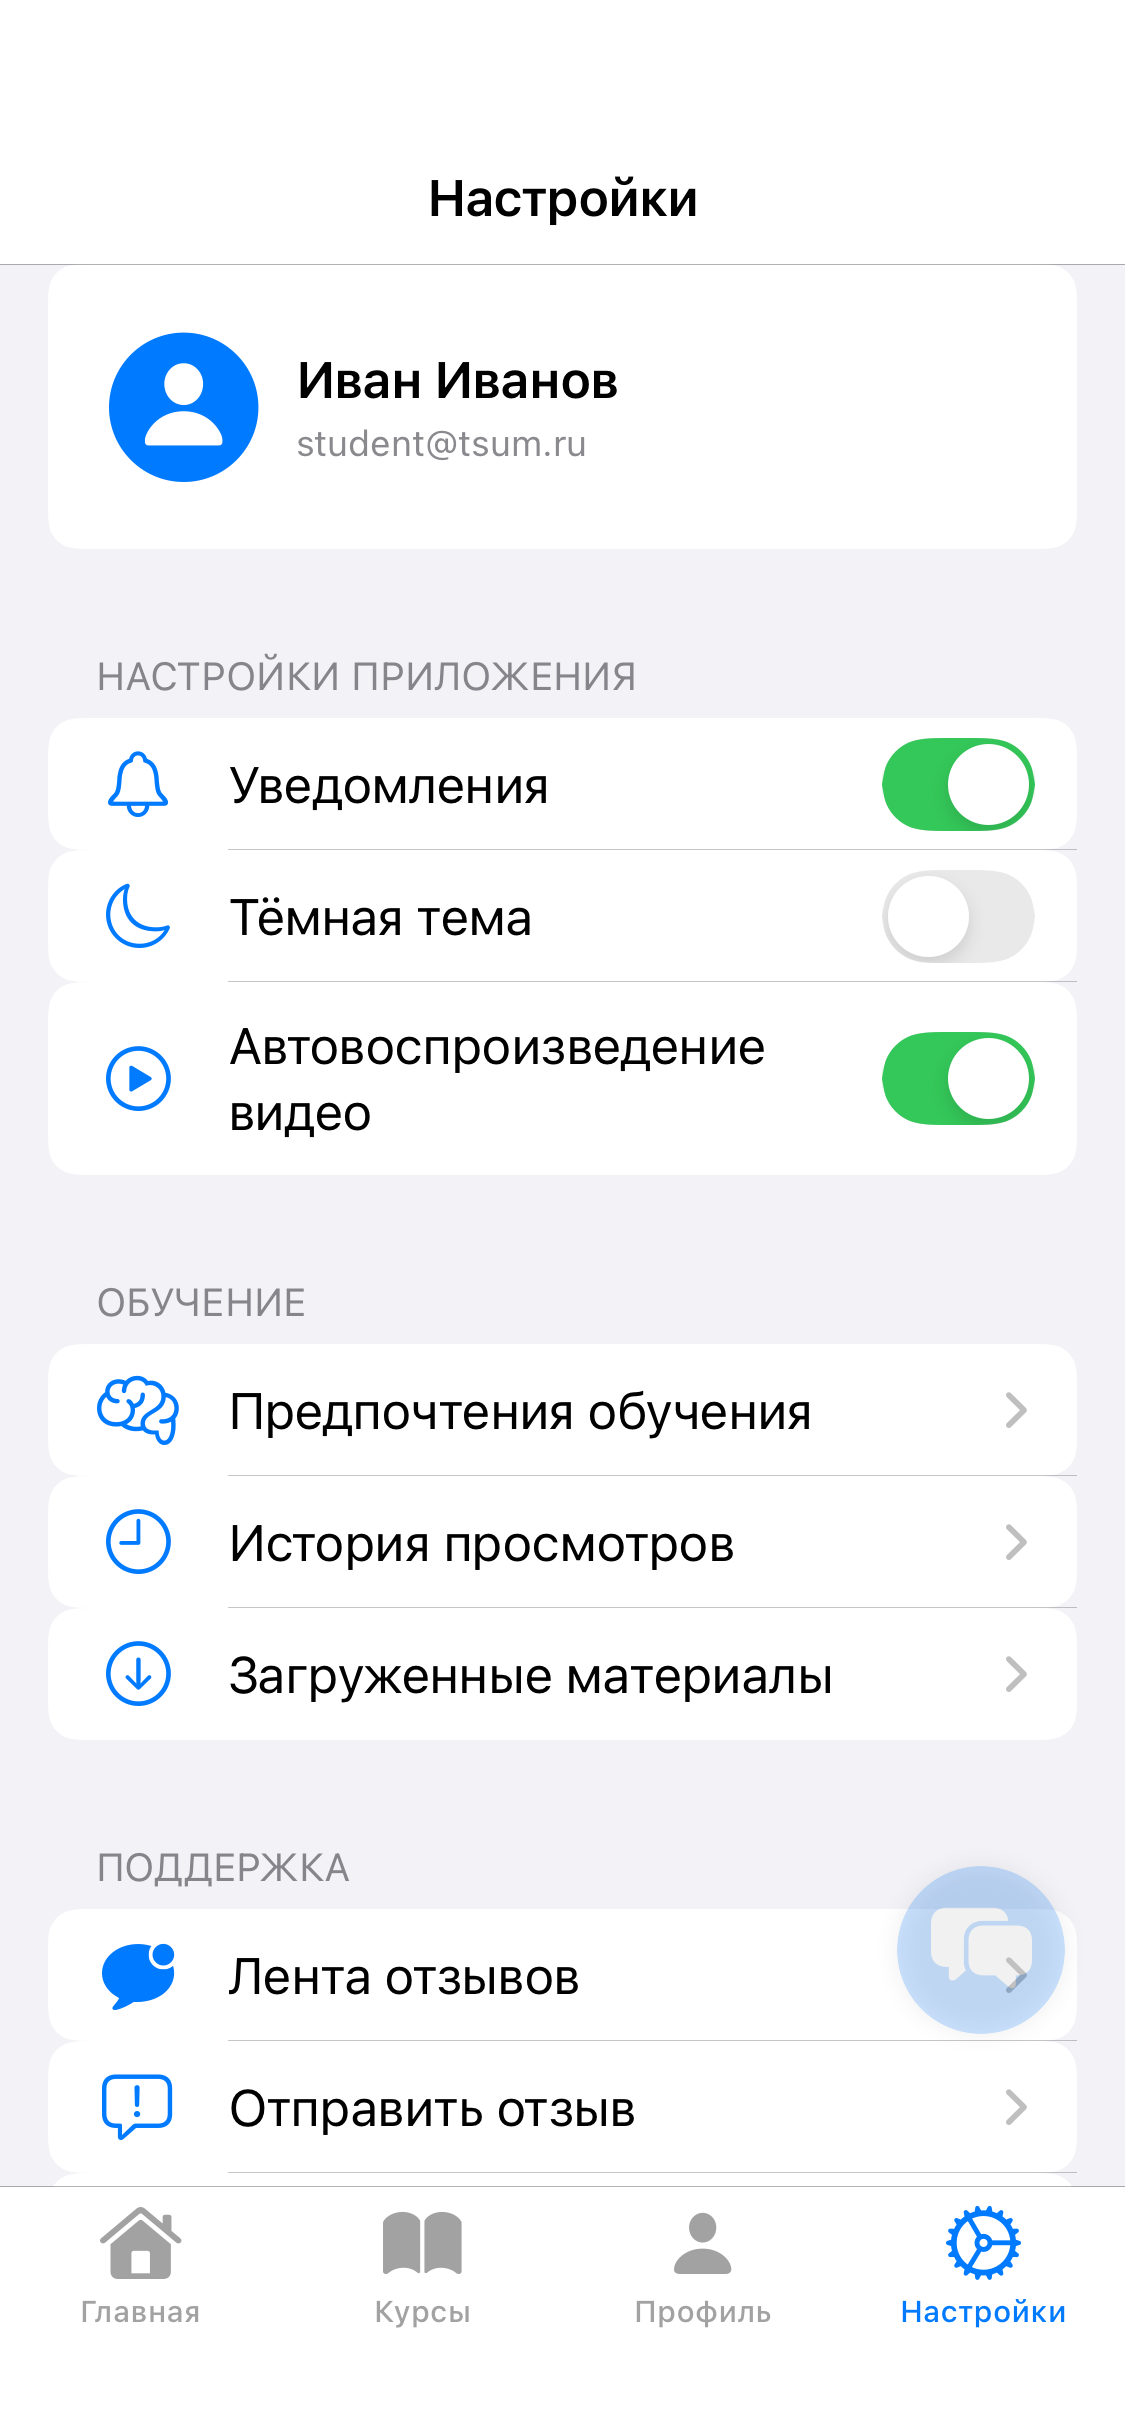 Настройки
Иван Иванов
student@tsum.ru
НАСТРОЙКИ ПРИЛОЖЕНИЯ
Уведомления
Тёмная тема
Автовоспроизведение
видео
ОБУЧЕНИЕ
Предпочтения обучения
История просмотров
Загруженные материалы
ПОДДЕРЖКА
Лента отзывов
Отправить отзыв
Главная
Курсы
Профиль
Настройки